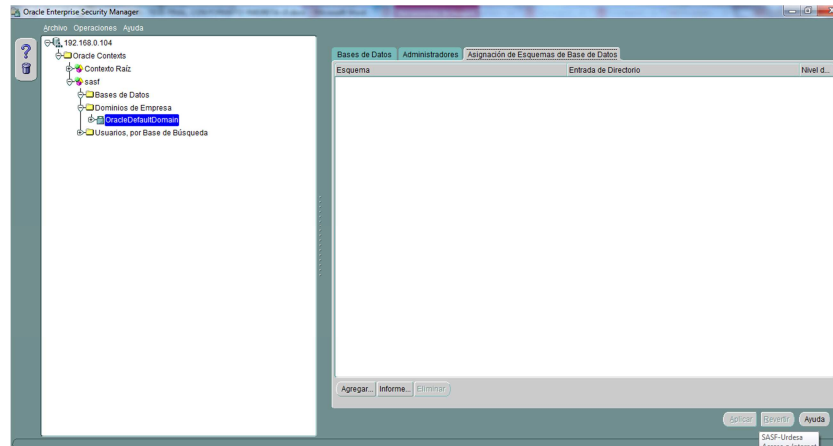 Oracle Enterprise Security Manager
Archivo Operaciones Ayuda
192.168.0.104
Oracle Contexts
Contexto Raíz
sasf
Bases de Datos
Dominios de Empresa
OracleDefaultDomain
Usuarios, por Base de Búsqueda
Bases de Datos Administradores Asignación de Esquemas de Base de Datos
Esquema Entrada de Directorio Nivel d...
Agregar... Informe... Eliminar
Aplicar Revertir Ayuda
SASF-Urdesa